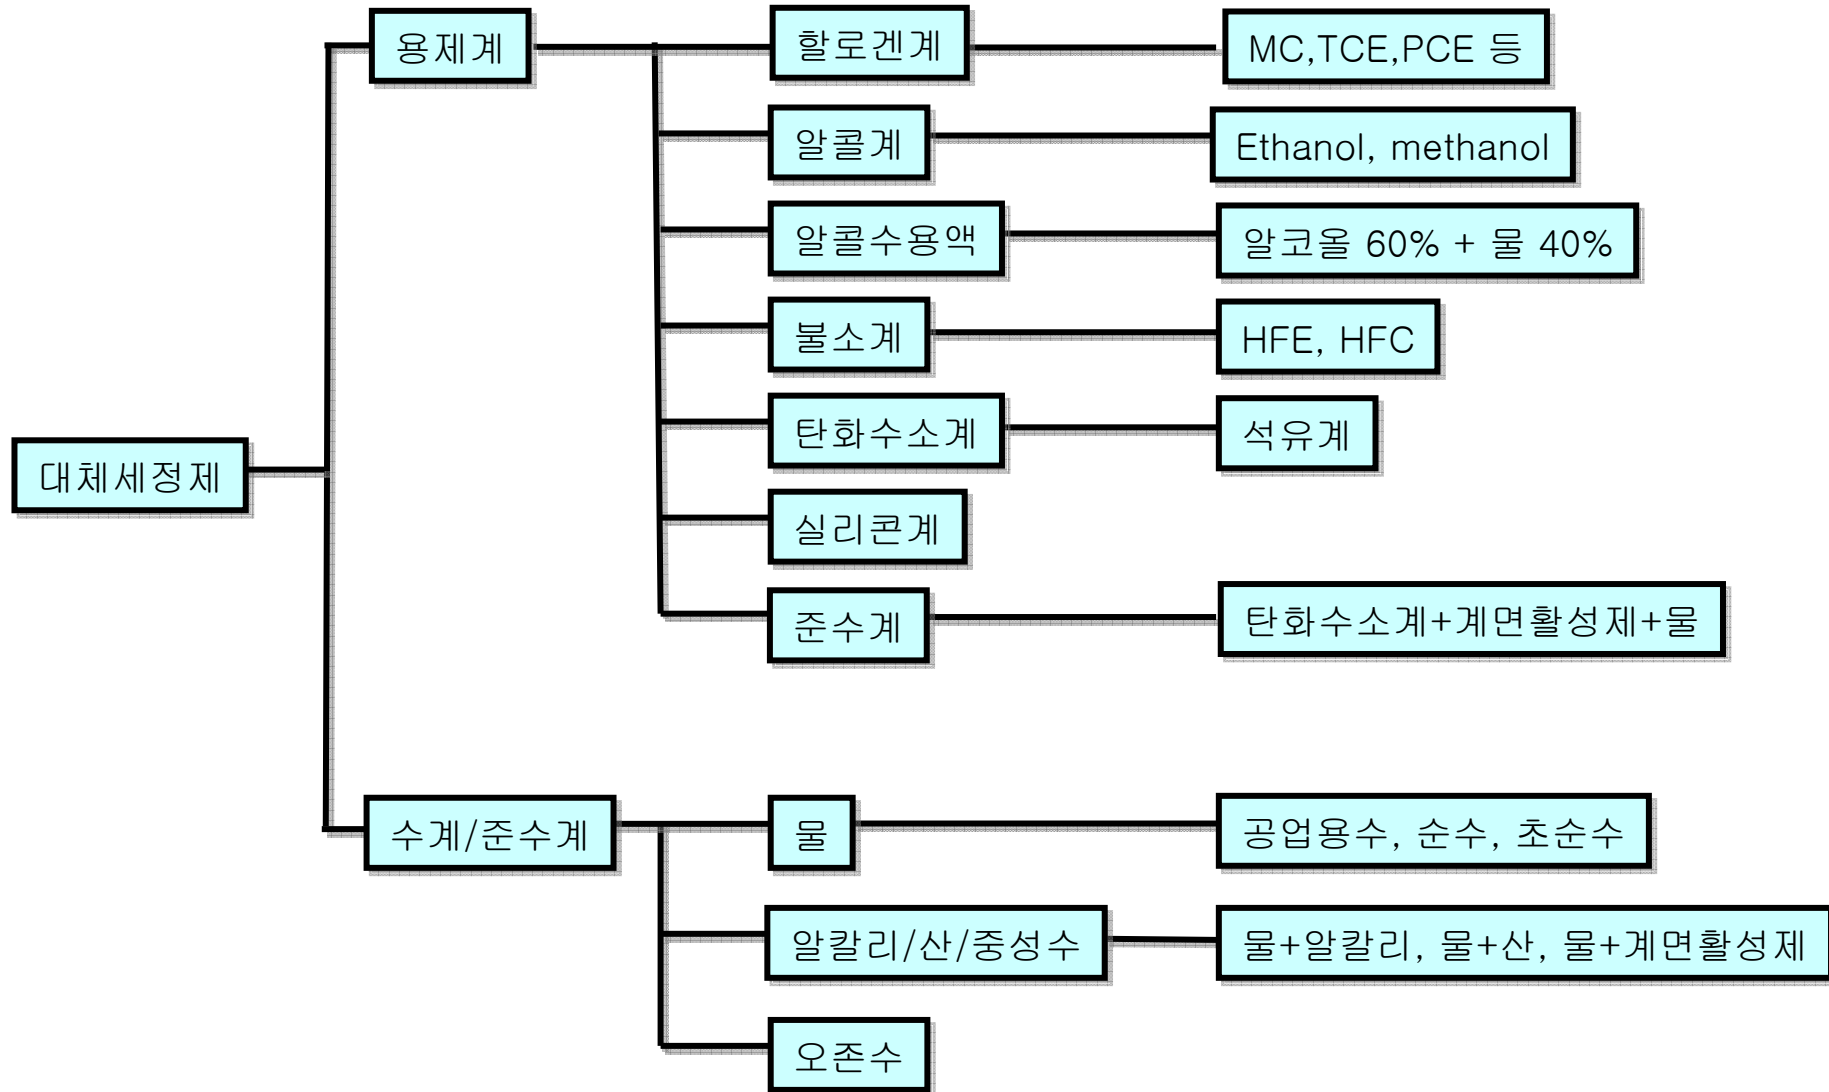 용제계
할로겐계
MC,TCE,PCE 등
알콜계
Ethanol, methanol
알콜수용액
알코올 60% + 물 40%
불소계
HFE, HFC
탄화수소계
석유계
대체세정제
실리콘계
준수계
탄화수소계+계면활성제+물
수계/준수계
물
공업용수, 순수, 초순수
알칼리/산/중성수
물+알칼리, 물+산, 물+계면활성제
오존수